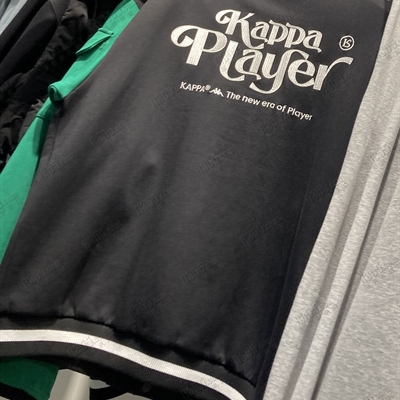 Kappa
Player
KAPPA® The new era of Player